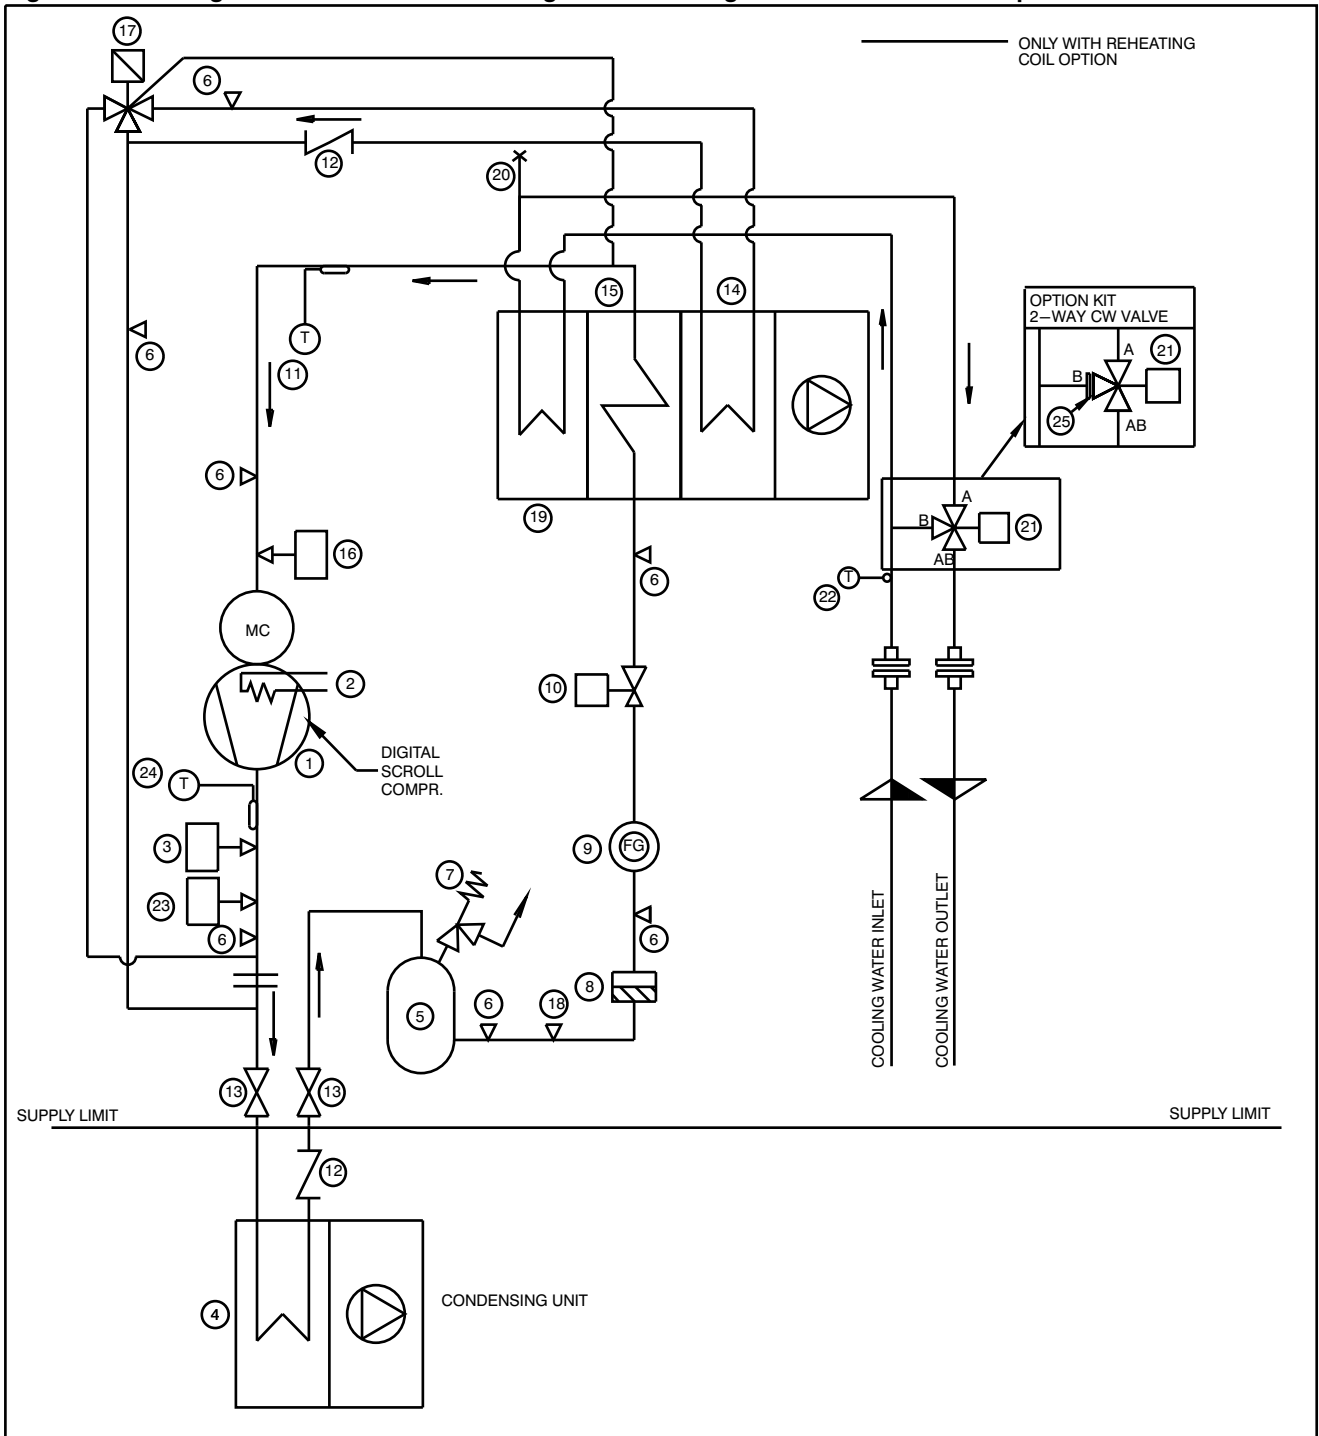 17
ONLY WITH REHEATING
COIL OPTION
6
12
20
15
14
OPTION KIT
2–WAY CW VALVE
T
11
6
A
21
B
25
AB
6
19
A
B
21
AB
16
6
T
22
MC
2
10
1
DIGITAL
SCROLL
COMPR.
24
T
3
9
FG
7
23
6
6
COOLING WATER INLET
COOLING WATER OUTLET
8
5
6
18
13
13
SUPPLY LIMIT
SUPPLY LIMIT
12
4
CONDENSING UNIT